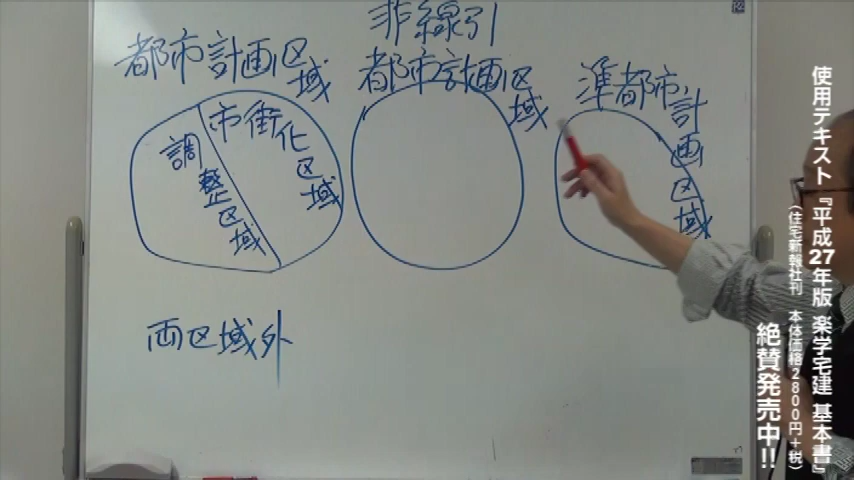 都市計画区域
市街化区域
調整区域
非線引
都市計画区域
準都市計画区域
両区域外
使用テキスト『平成27年版 楽学宅建 基本書』
(住宅新報社刊 本体価格2800円+税)
絶賛発売中!!